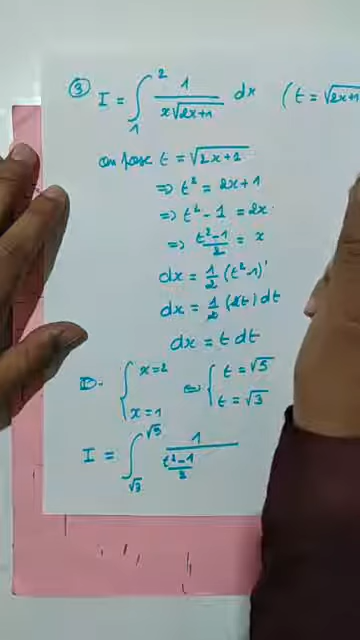 ③ I = ∫₁² 1/(x√(2x+1)) dx (t = √(2x+1
on pose t = √(2x+1)
=> t² = 2x+1
=> t² - 1 = 2x
=> (t²-1)/2 = x
dx = 1/2 (t²-1)'
dx = 1/2 (2t) dt
dx = t dt
{ x=2 ⇔ { t = √5
x=1 t = √3
I = ∫_√3^√5 1/((t²-1)/2)